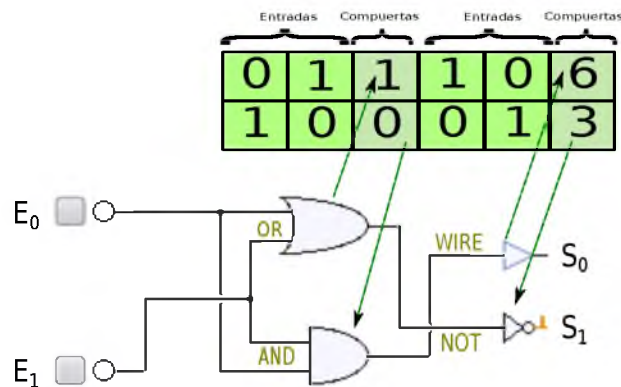 Entradas Compuertas Entradas Compuertas
0 1 1 1 0 6
1 0 0 0 1 3
E0 OR WIRE S0
E1 AND NOT S1